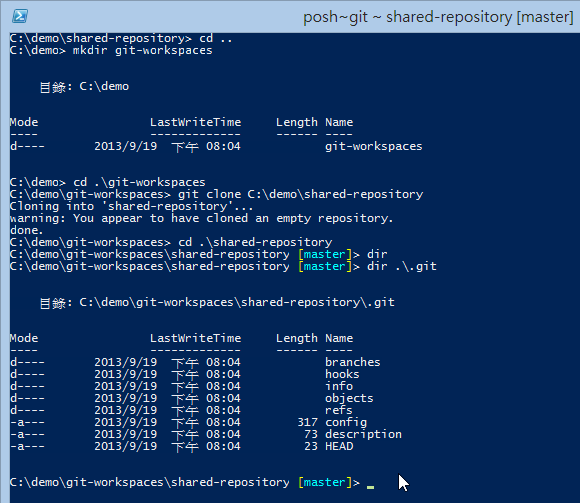 posh~git ~ shared-repository [master]
C:\demo\shared-repository> cd ..
C:\demo> mkdir git-workspaces
目錄: C:\demo
Mode LastWriteTime Length Name
---- ------------- ------ ----
d---- 2013/9/19 下午 08:04 git-workspaces
C:\demo> cd .\git-workspaces
C:\demo\git-workspaces> git clone C:\demo\shared-repository
Cloning into 'shared-repository'...
warning: You appear to have cloned an empty repository.
done.
C:\demo\git-workspaces> cd .\shared-repository
C:\demo\git-workspaces\shared-repository [master]> dir
C:\demo\git-workspaces\shared-repository [master]> dir .\.git
目錄: C:\demo\git-workspaces\shared-repository\.git
Mode LastWriteTime Length Name
---- ------------- ------ ----
d---- 2013/9/19 下午 08:04 branches
d---- 2013/9/19 下午 08:04 hooks
d---- 2013/9/19 下午 08:04 info
d---- 2013/9/19 下午 08:04 objects
d---- 2013/9/19 下午 08:04 refs
-a--- 2013/9/19 下午 08:04 317 config
-a--- 2013/9/19 下午 08:04 73 description
-a--- 2013/9/19 下午 08:04 23 HEAD
C:\demo\git-workspaces\shared-repository [master]>